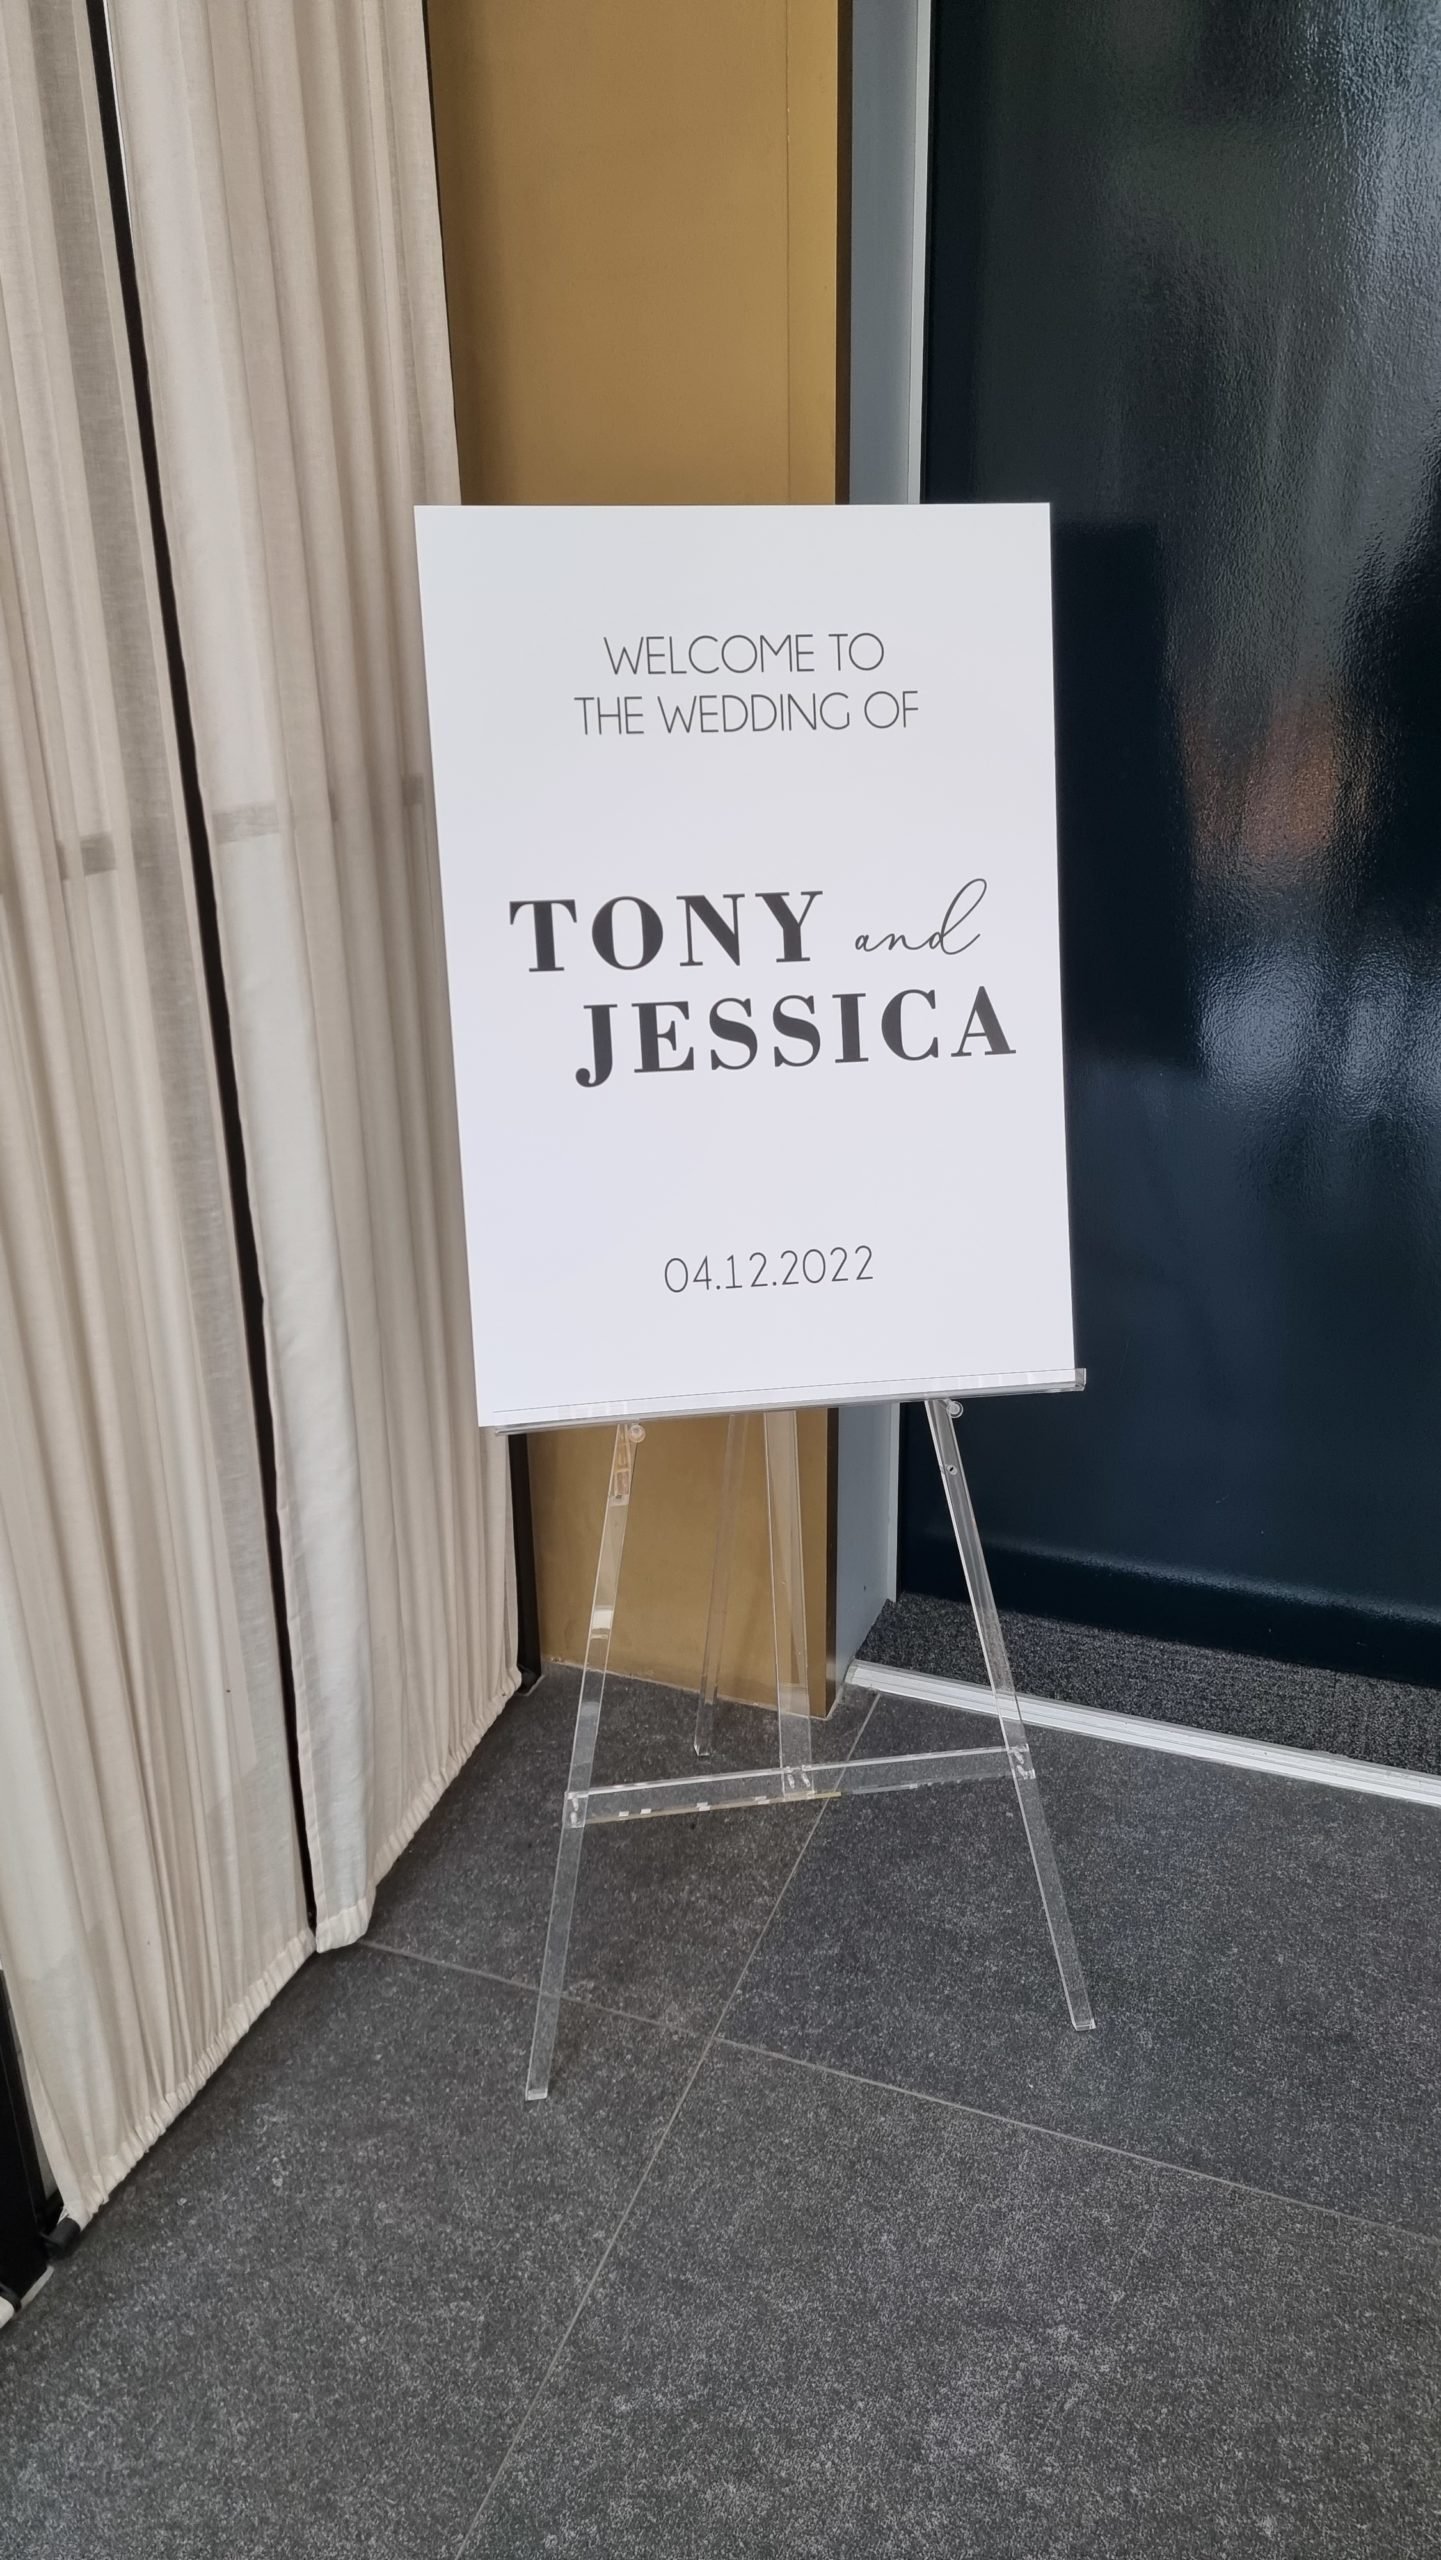 WELCOME TO
THE WEDDING OF
TONY and
JESSICA
04.12.2022